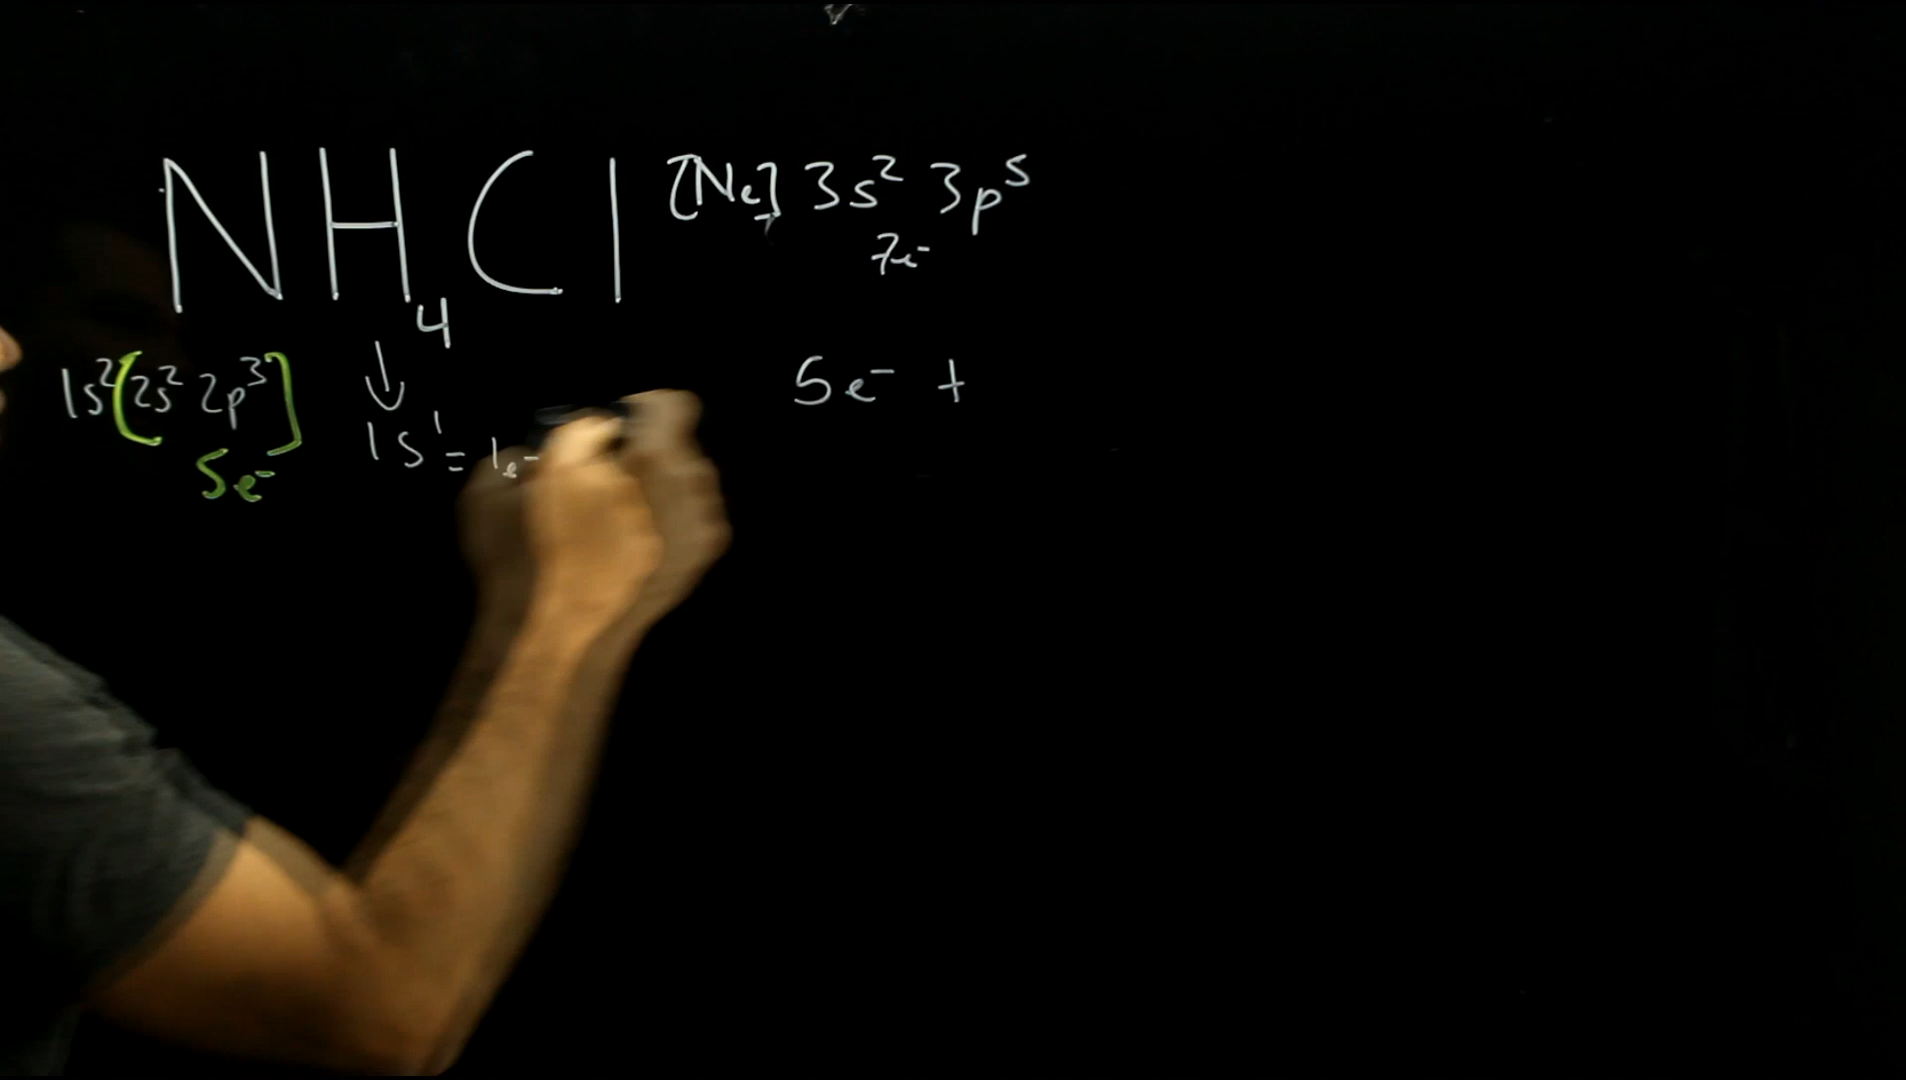 NH₄Cl [Ne] 3s² 3p⁵
7e⁻
1s² [2s² 2p³]
5e⁻
↓
1s¹ = 1e⁻
5e⁻ +